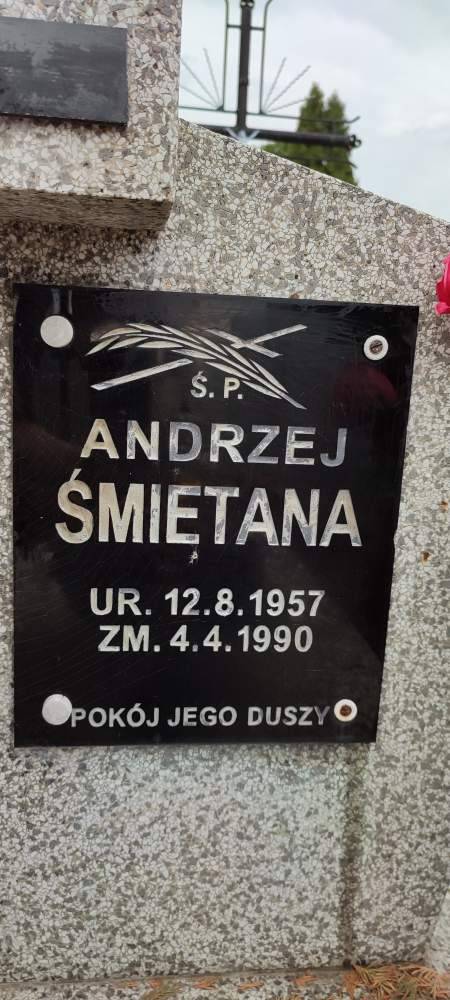 Ś. P.
ANDRZEJ
ŚMIETANA
UR. 12.8.1957
ZM. 4.4.1990
POKÓJ JEGO DUSZY